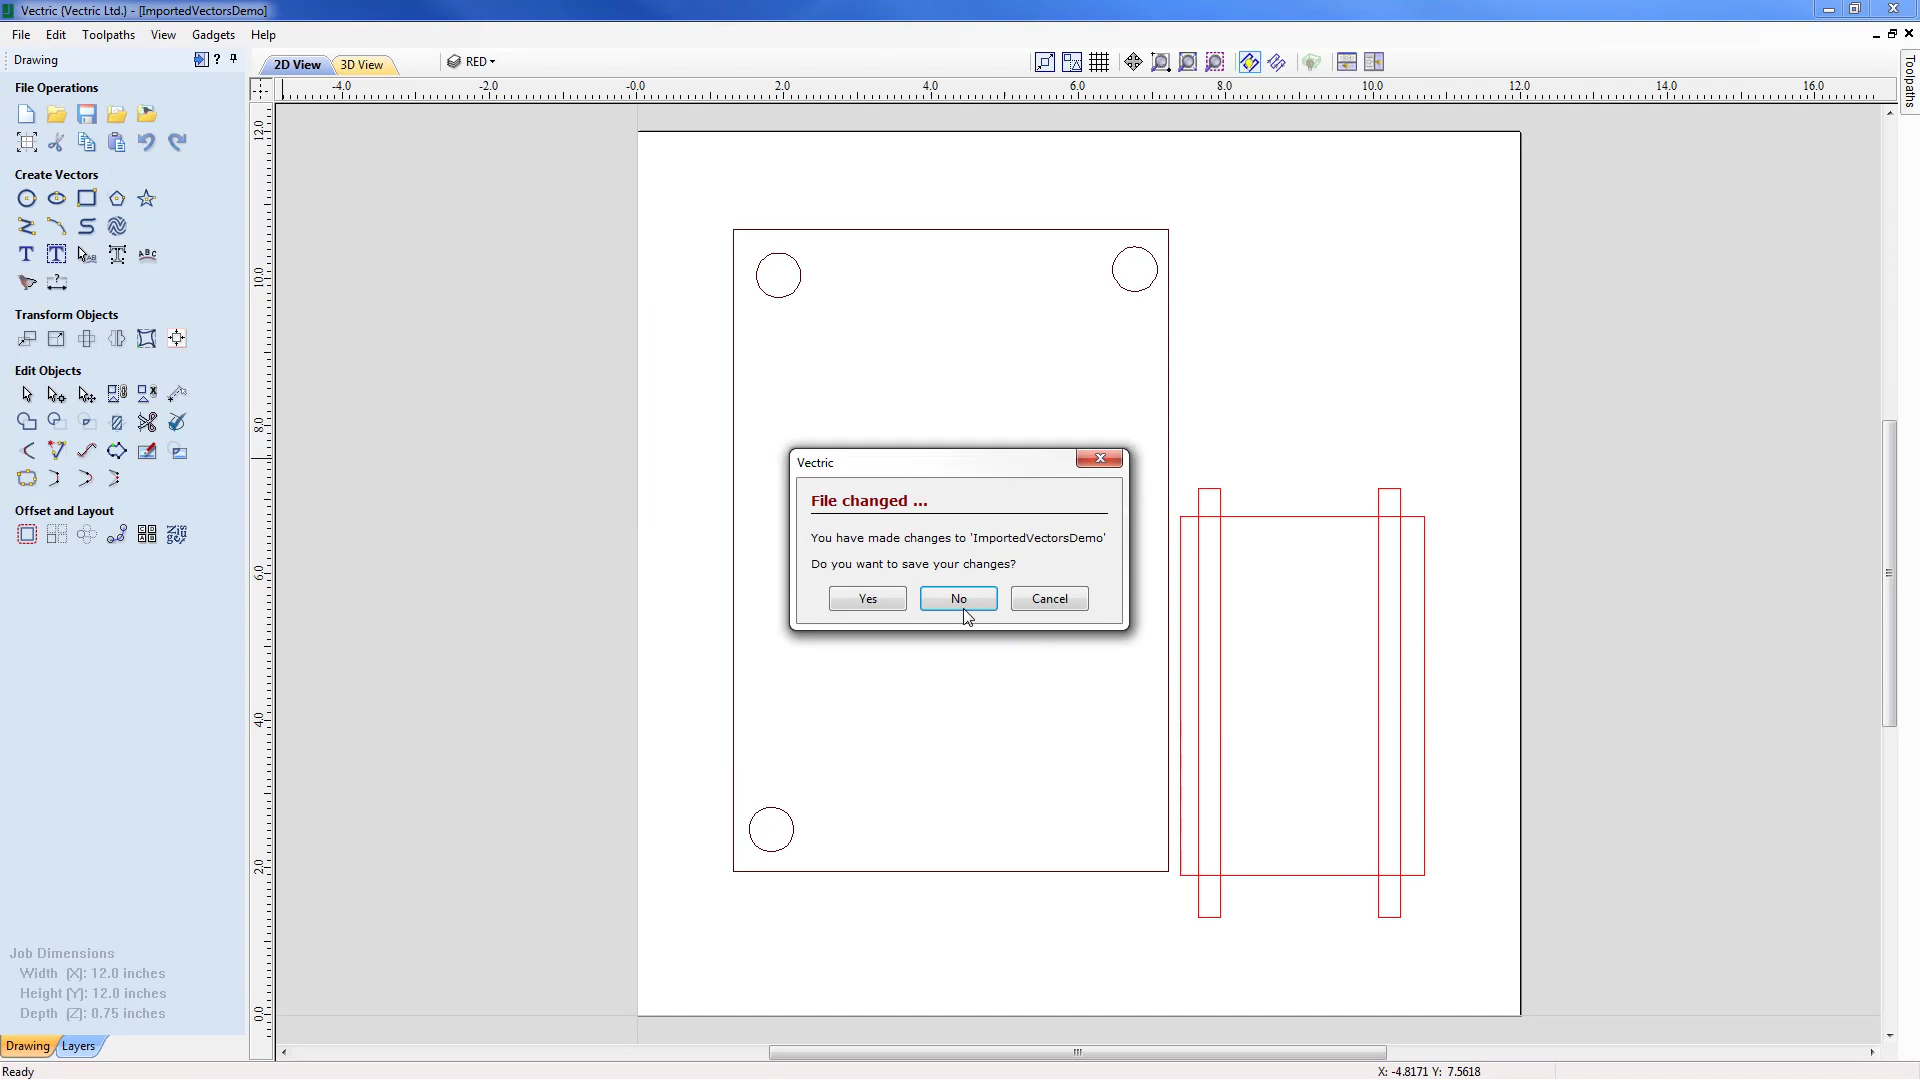 Vectric {Vectric Ltd.} - [ImportedVectorsDemo]
File Edit Toolpaths View Gadgets Help
Drawing
?
2D View
3D View
RED
Toolpaths
File Operations
Create Vectors
Transform Objects
Edit Objects
Offset and Layout
-4.0 -2.0 -0.0 2.0 4.0 6.0 8.0 10.0 12.0 14.0 16.0
12.0
10.0
8.0
6.0
4.0
2.0
0.0
Vectric
File changed ...
You have made changes to 'ImportedVectorsDemo'
Do you want to save your changes?
Yes No Cancel
Job Dimensions
Width (X): 12.0 inches
Height (Y): 12.0 inches
Depth (Z): 0.75 inches
Drawing Layers
Ready
X: -4.8171 Y: 7.5618